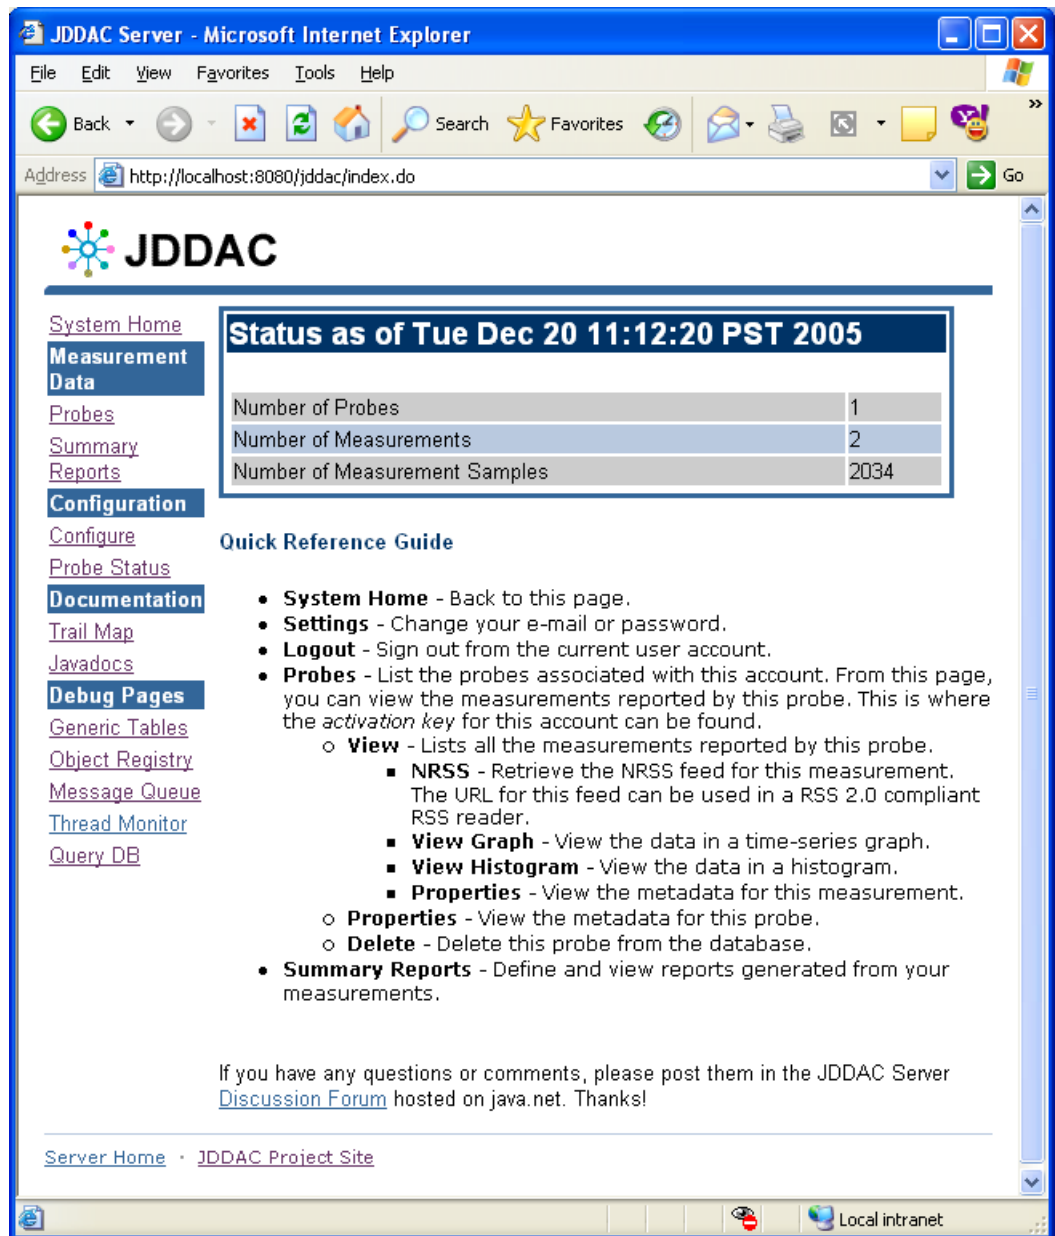 JDDAC Server - Microsoft Internet Explorer
File Edit View Favorites Tools Help
Back Search Favorites »
Address http://localhost:8080/jddac/index.do Go
JDDAC
System Home
Measurement
Data
Probes
Summary
Reports
Configuration
Configure
Probe Status
Documentation
Trail Map
Javadocs
Debug Pages
Generic Tables
Object Registry
Message Queue
Thread Monitor
Query DB
Status as of Tue Dec 20 11:12:20 PST 2005
Number of Probes 1
Number of Measurements 2
Number of Measurement Samples 2034
Quick Reference Guide
• System Home - Back to this page.
• Settings - Change your e-mail or password.
• Logout - Sign out from the current user account.
• Probes - List the probes associated with this account. From this page,
you can view the measurements reported by this probe. This is where
the activation key for this account can be found.
○ View - Lists all the measurements reported by this probe.
▪ NRSS - Retrieve the NRSS feed for this measurement.
The URL for this feed can be used in a RSS 2.0 compliant
RSS reader.
▪ View Graph - View the data in a time-series graph.
▪ View Histogram - View the data in a histogram.
▪ Properties - View the metadata for this measurement.
○ Properties - View the metadata for this probe.
○ Delete - Delete this probe from the database.
• Summary Reports - Define and view reports generated from your
measurements.
If you have any questions or comments, please post them in the JDDAC Server
Discussion Forum hosted on java.net. Thanks!
Server Home · JDDAC Project Site
Local intranet